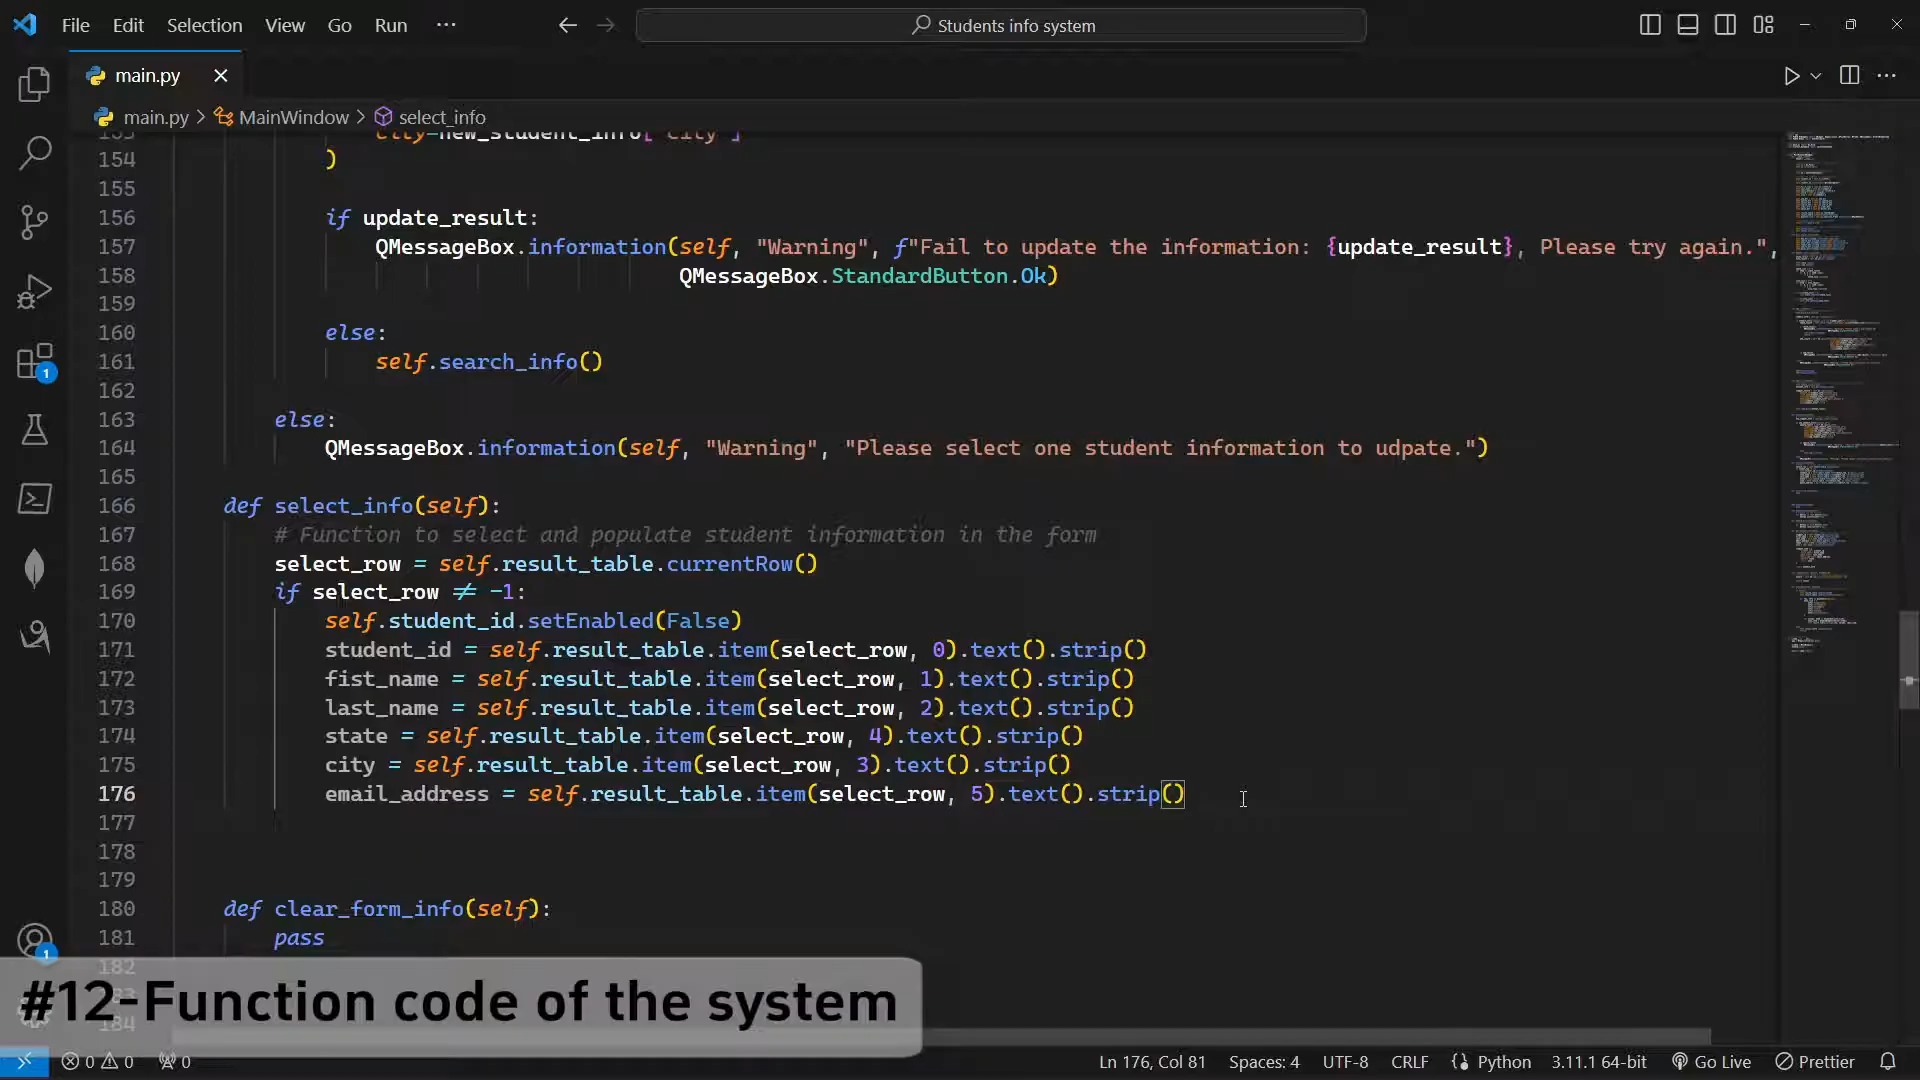 File Edit Selection View Go Run ···
Students info system
main.py
main.py > MainWindow > select_info
153 city=new_student_info["city"]
154 )
155
156 if update_result:
157 QMessageBox.information(self, "Warning", f"Fail to update the information: {update_result}, Please try again.",
158 QMessageBox.StandardButton.Ok)
159
160 else:
161 self.search_info()
162
163 else:
164 QMessageBox.information(self, "Warning", "Please select one student information to udpate.")
165
166 def select_info(self):
167 # Function to select and populate student information in the form
168 select_row = self.result_table.currentRow()
169 if select_row ≠ -1:
170 self.student_id.setEnabled(False)
171 student_id = self.result_table.item(select_row, 0).text().strip()
172 fist_name = self.result_table.item(select_row, 1).text().strip()
173 last_name = self.result_table.item(select_row, 2).text().strip()
174 state = self.result_table.item(select_row, 4).text().strip()
175 city = self.result_table.item(select_row, 3).text().strip()
176 email_address = self.result_table.item(select_row, 5).text().strip()
177
178
179
180 def clear_form_info(self):
181 pass
182
184
1
1
#12-Function code of the system
0 0 0
Ln 176, Col 81 Spaces: 4 UTF-8 CRLF Python 3.11.1 64-bit Go Live Prettier